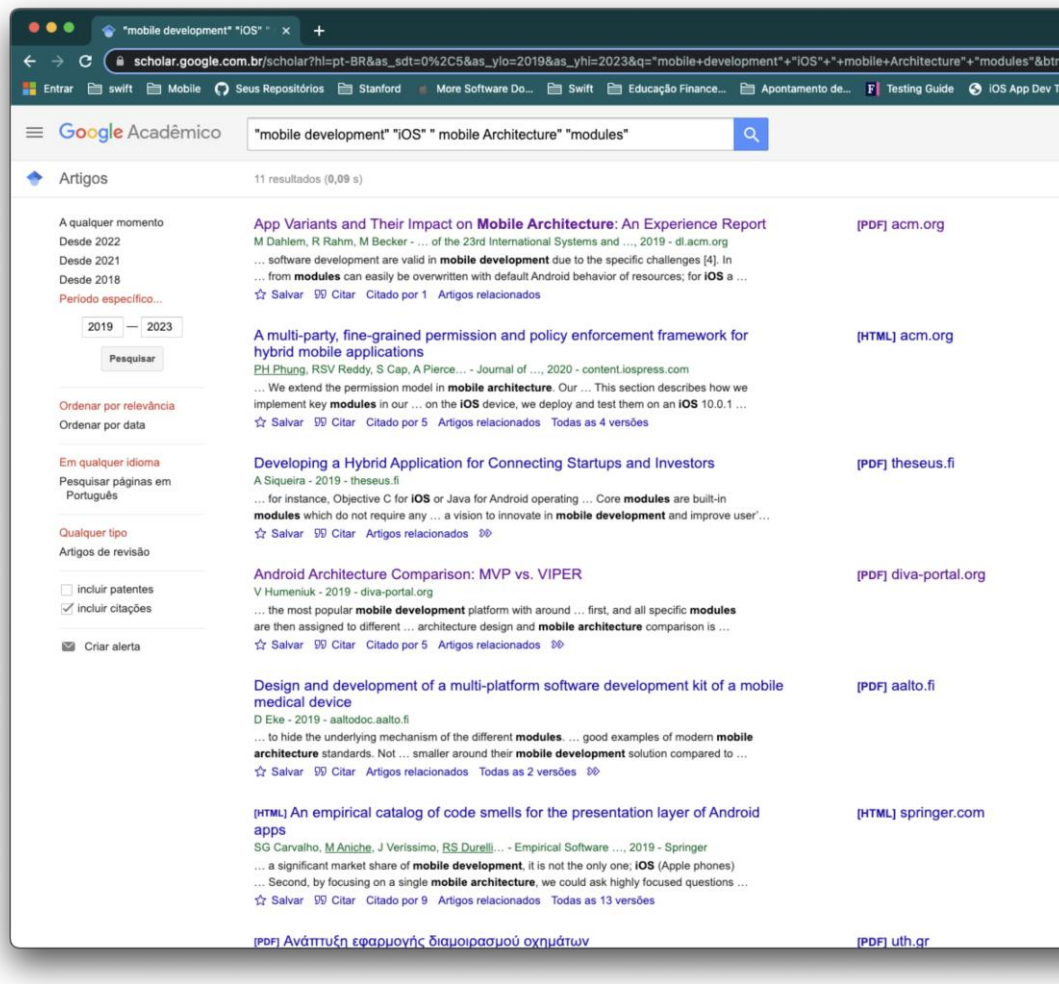 "mobile development" "iOS" "
scholar.google.com.br/scholar?hl=pt-BR&as_sdt=0%2C5&as_ylo=2019&as_yhi=2023&q="mobile+development"+"iOS"+"+mobile+Architecture"+"modules"&btn
Entrar swift Mobile Seus Repositórios Stanford More Software Do... Swift Educação Finance... Apontamento de... Testing Guide iOS App Dev T
Google Acadêmico
"mobile development" "iOS" " mobile Architecture" "modules"
Artigos
11 resultados (0,09 s)
A qualquer momento
Desde 2022
Desde 2021
Desde 2018
Período específico...
2019 — 2023
Pesquisar
Ordenar por relevância
Ordenar por data
Em qualquer idioma
Pesquisar páginas em
Português
Qualquer tipo
Artigos de revisão
incluir patentes
incluir citações
Criar alerta
App Variants and Their Impact on Mobile Architecture: An Experience Report
[PDF] acm.org
M Dahlem, R Rahm, M Becker - ... of the 23rd International Systems and ..., 2019 - dl.acm.org
... software development are valid in mobile development due to the specific challenges [4]. In
... from modules can easily be overwritten with default Android behavior of resources; for iOS a ...
Salvar Citar Citado por 1 Artigos relacionados
A multi-party, fine-grained permission and policy enforcement framework for
hybrid mobile applications
[HTML] acm.org
PH Phung, RSV Reddy, S Cap, A Pierce... - Journal of ..., 2020 - content.iospress.com
... We extend the permission model in mobile architecture. Our ... This section describes how we
implement key modules in our ... on the iOS device, we deploy and test them on an iOS 10.0.1 ...
Salvar Citar Citado por 5 Artigos relacionados Todas as 4 versões
Developing a Hybrid Application for Connecting Startups and Investors
[PDF] theseus.fi
A Siqueira - 2019 - theseus.fi
... for instance, Objective C for iOS or Java for Android operating ... Core modules are built-in
modules which do not require any ... a vision to innovate in mobile development and improve user'...
Salvar Citar Artigos relacionados
Android Architecture Comparison: MVP vs. VIPER
[PDF] diva-portal.org
V Humeniuk - 2019 - diva-portal.org
... the most popular mobile development platform with around ... first, and all specific modules
are then assigned to different ... architecture design and mobile architecture comparison is ...
Salvar Citar Citado por 5 Artigos relacionados
Design and development of a multi-platform software development kit of a mobile
medical device
[PDF] aalto.fi
D Eke - 2019 - aaltodoc.aalto.fi
... to hide the underlying mechanism of the different modules. ... good examples of modern mobile
architecture standards. Not ... smaller around their mobile development solution compared to ...
Salvar Citar Artigos relacionados Todas as 2 versões
[HTML] An empirical catalog of code smells for the presentation layer of Android
apps
[HTML] springer.com
SG Carvalho, M Aniche, J Veríssimo, RS Durelli... - Empirical Software ..., 2019 - Springer
... a significant market share of mobile development, it is not the only one; iOS (Apple phones)
... Second, by focusing on a single mobile architecture, we could ask highly focused questions ...
Salvar Citar Citado por 9 Artigos relacionados Todas as 13 versões
[PDF] Ανάπτυξη εφαρμογής διαμοιρασμού οχημάτων
[PDF] uth.gr